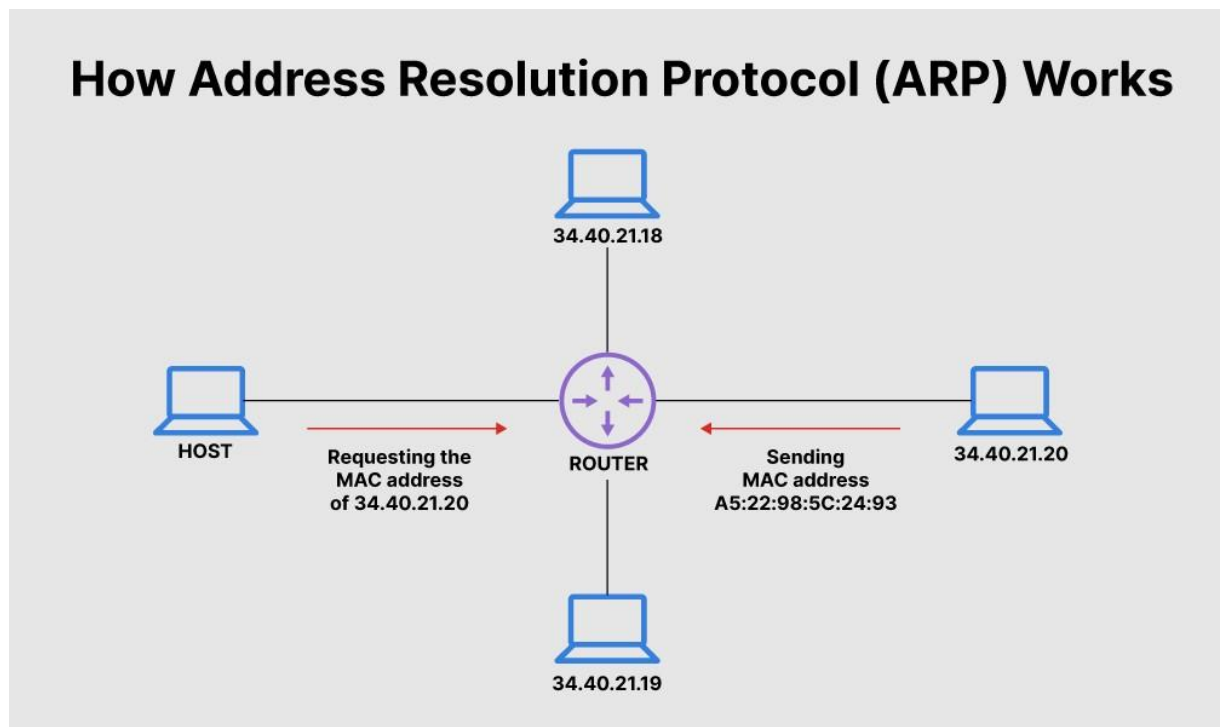 How Address Resolution Protocol (ARP) Works
34.40.21.18
HOST
Requesting the
MAC address
of 34.40.21.20
ROUTER
Sending
MAC address
A5:22:98:5C:24:93
34.40.21.20
34.40.21.19